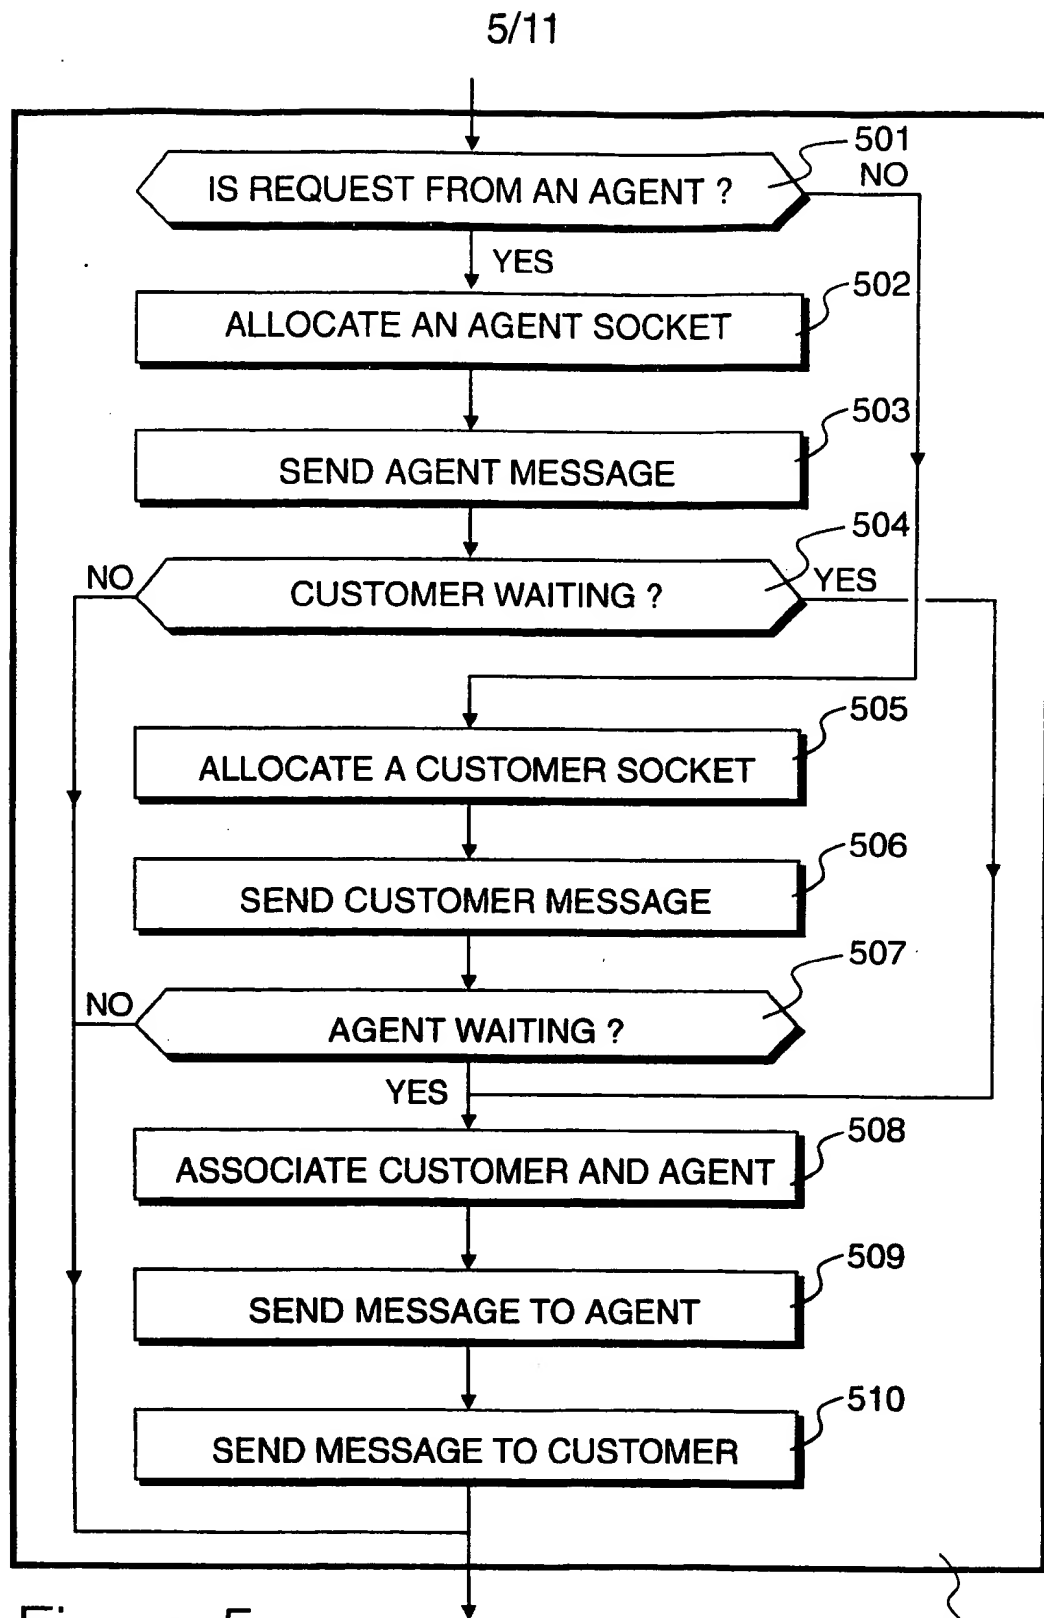 5/11
501
IS REQUEST FROM AN AGENT ?
NO
YES
502
ALLOCATE AN AGENT SOCKET
503
SEND AGENT MESSAGE
504
NO
CUSTOMER WAITING ?
YES
505
ALLOCATE A CUSTOMER SOCKET
506
SEND CUSTOMER MESSAGE
507
NO
AGENT WAITING ?
YES
508
ASSOCIATE CUSTOMER AND AGENT
509
SEND MESSAGE TO AGENT
510
SEND MESSAGE TO CUSTOMER